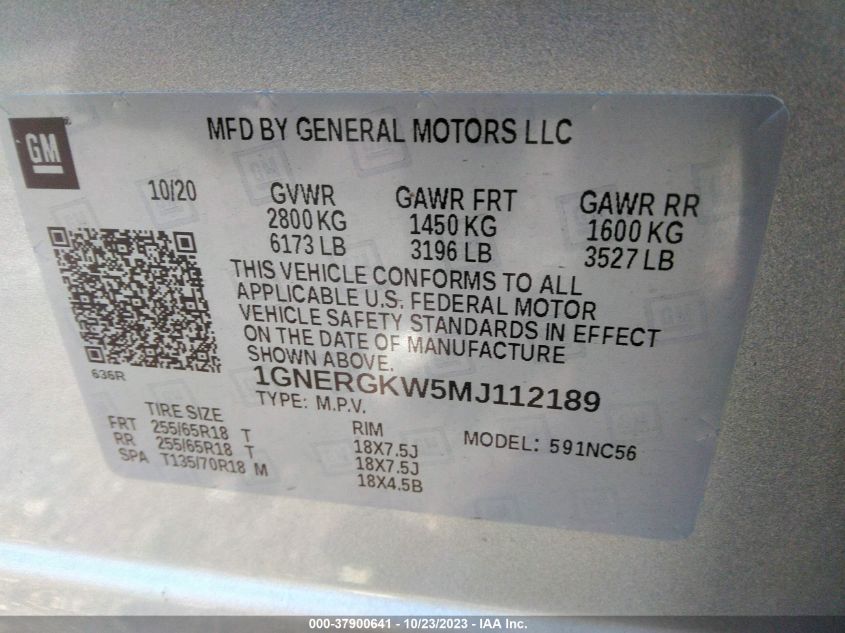 GM
MFD BY GENERAL MOTORS LLC
10/20 GVWR GAWR FRT GAWR RR
2800 KG 1450 KG 1600 KG
6173 LB 3196 LB 3527 LB
THIS VEHICLE CONFORMS TO ALL
APPLICABLE U.S. FEDERAL MOTOR
VEHICLE SAFETY STANDARDS IN EFFECT
ON THE DATE OF MANUFACTURE
SHOWN ABOVE.
636R
1GNERGKW5MJ112189
TYPE: M.P.V.
MODEL: 591NC56
TIRE SIZE RIM
FRT 255/65R18 T 18X7.5J
RR 255/65R18 T 18X7.5J
SPA T135/70R18 M 18X4.5B
000-37900641 - 10/23/2023 - IAA Inc.